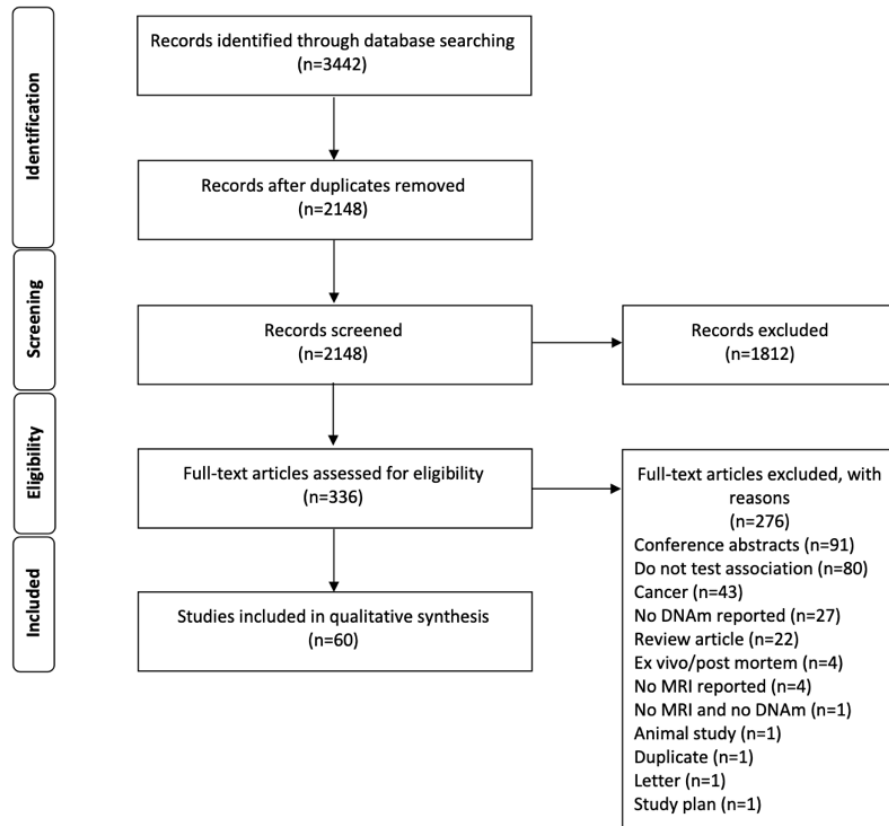 Identification
Records identified through database searching
(n=3442)
Records after duplicates removed
(n=2148)
Screening
Records screened
(n=2148)
Records excluded
(n=1812)
Eligibility
Full-text articles assessed for eligibility
(n=336)
Full-text articles excluded, with
reasons
(n=276)
Conference abstracts (n=91)
Do not test association (n=80)
Cancer (n=43)
No DNAm reported (n=27)
Review article (n=22)
Ex vivo/post mortem (n=4)
No MRI reported (n=4)
No MRI and no DNAm (n=1)
Animal study (n=1)
Duplicate (n=1)
Letter (n=1)
Study plan (n=1)
Included
Studies included in qualitative synthesis
(n=60)